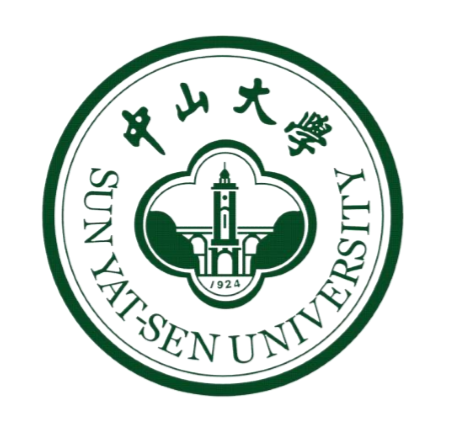 中山大學
1924
SUN YAT-SEN UNIVERSITY